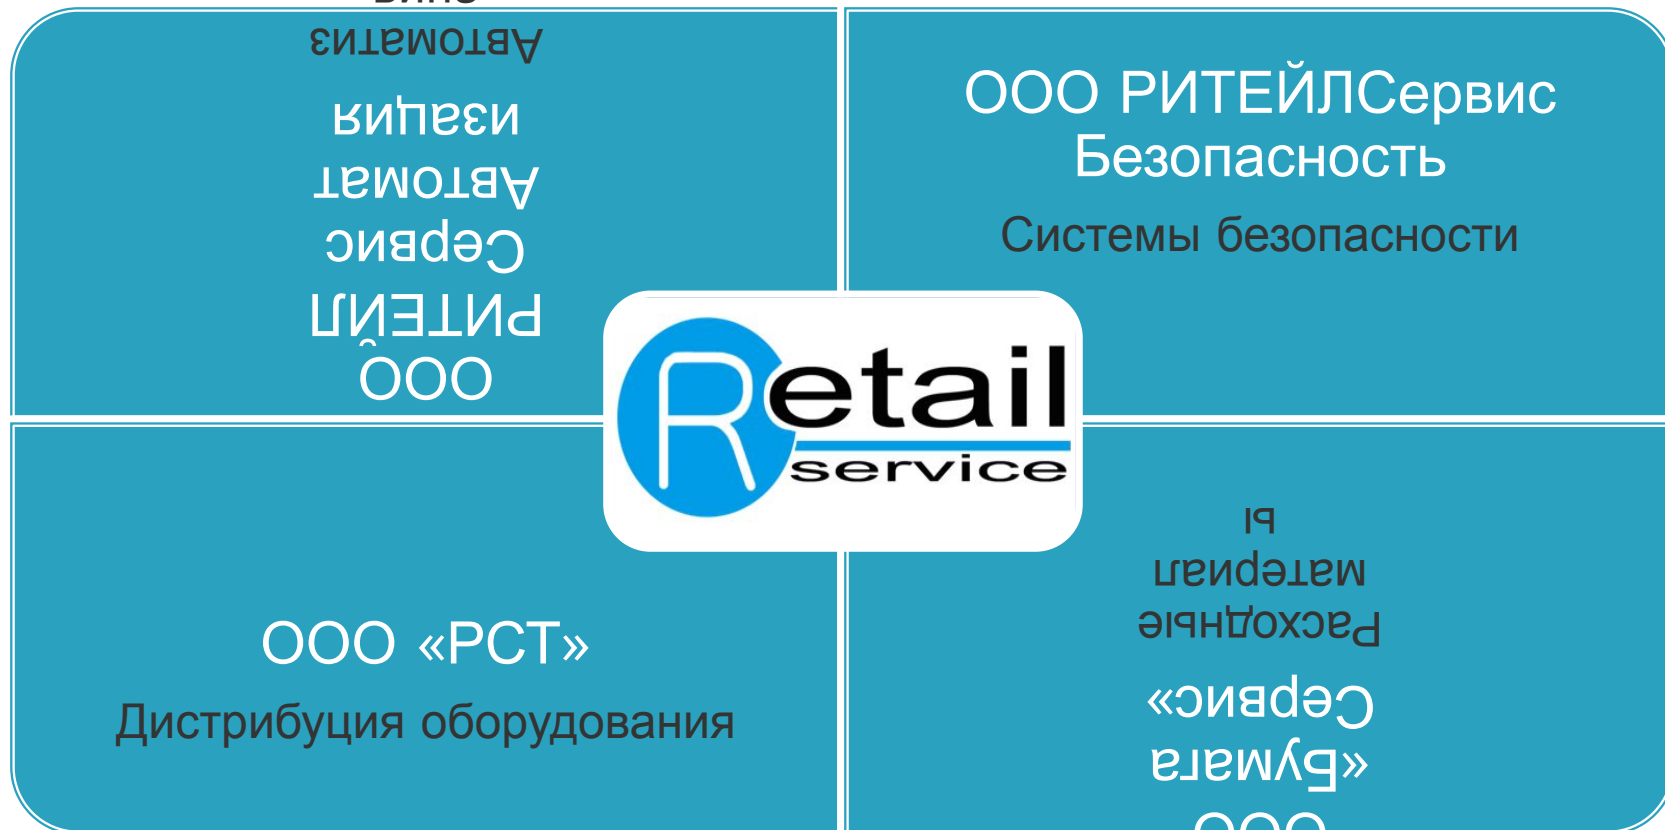 ООО
РИТЕЙЛ
Сервис
Автомат
изация
Автоматиз
ООО РИТЕЙЛСервис
Безопасность
Системы безопасности
Retail
service
ООО «РСТ»
Дистрибуция оборудования
ООО
«Бумага
Сервис»
Расходные
материал
ы